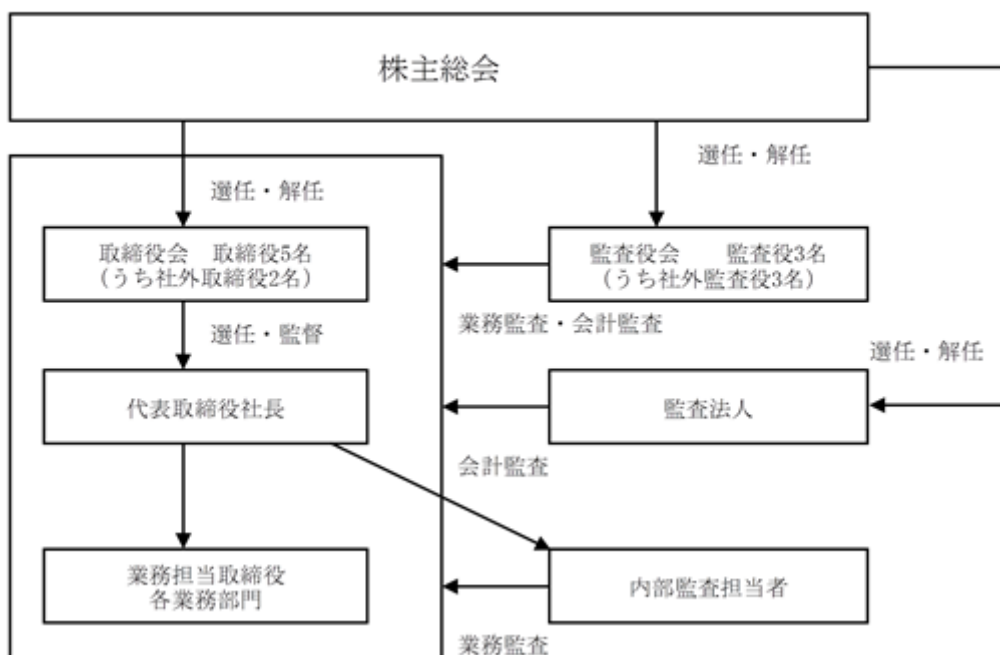 株主総会
選任・解任
選任・解任
取締役会　取締役5名
（うち社外取締役2名）
監査役会　　監査役3名
（うち社外監査役3名）
選任・監督
業務監査・会計監査
選任・解任
代表取締役社長
監査法人
会計監査
業務担当取締役
各業務部門
内部監査担当者
業務監査